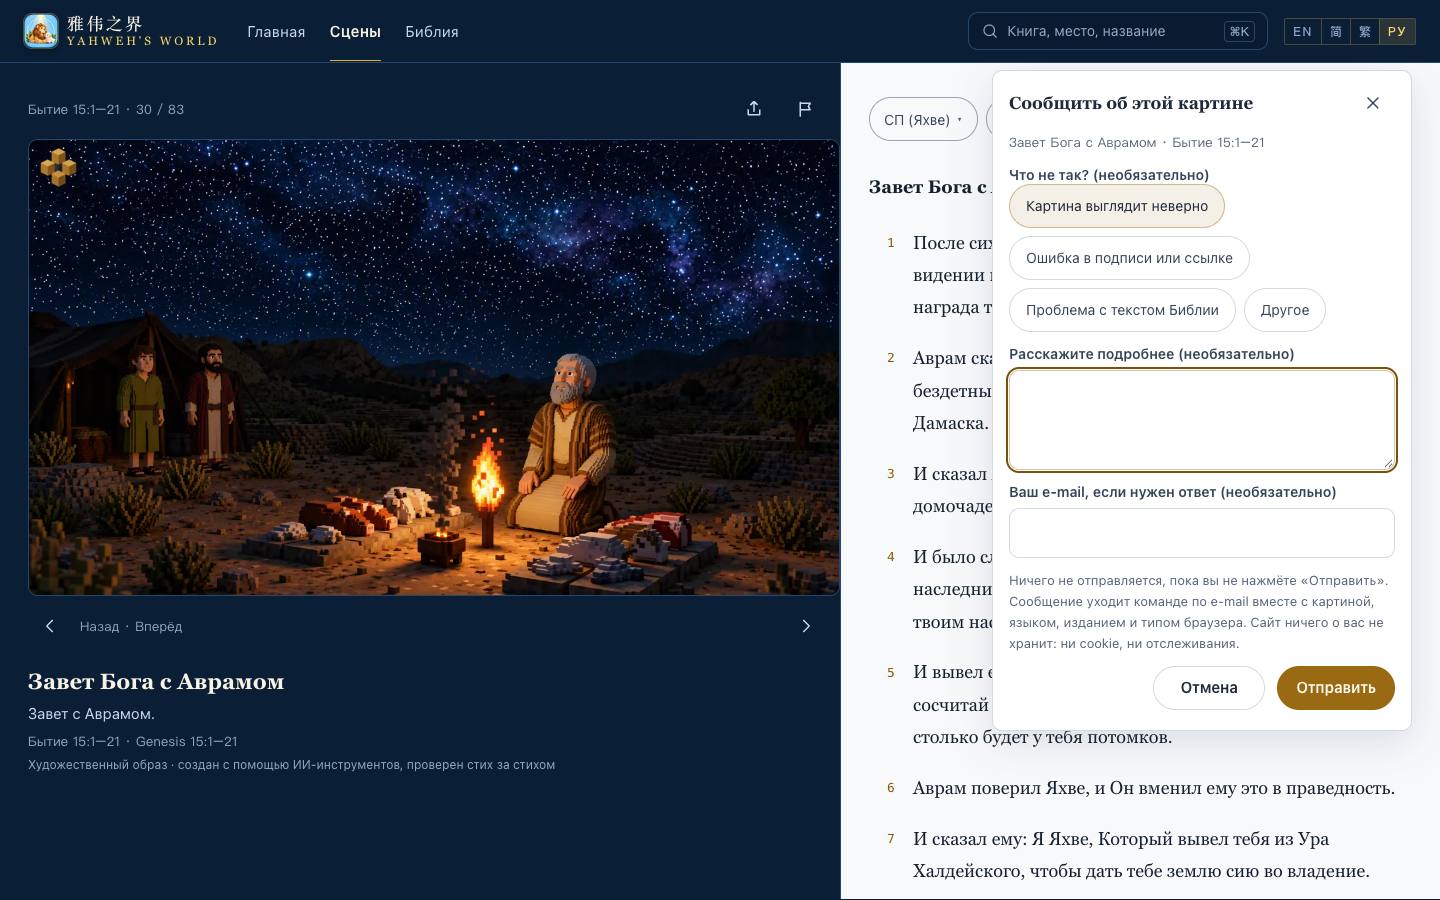 雅伟之界
YAHWEH'S WORLD
Главная
Сцены
Библия
Книга, место, название
⌘K
EN
简
繁
РУ
Бытие 15:1—21 · 30 / 83
Назад · Вперёд
Завет Бога с Аврамом
Завет с Аврамом.
Бытие 15:1—21 · Genesis 15:1—21
Художественный образ · создан с помощью ИИ-инструментов, проверен стих за стихом
СП (Яхве)
Завет Бога с
1 После сих
видении
награда
2 Аврам
Дамаска.
3 И сказал
4 И было
5 И вывел
сосчитай
столько будет у тебя потомков.
6 Аврам поверил Яхве, и Он вменил ему это в праведность.
7 И сказал ему: Я Яхве, Который вывел тебя из Ура
Халдейского, чтобы дать тебе землю сию во владение.
Сообщить об этой картине
Завет Бога с Аврамом · Бытие 15:1—21
Что не так? (необязательно)
Картина выглядит неверно
Ошибка в подписи или ссылке
Проблема с текстом Библии
Другое
Расскажите подробнее (необязательно)
Ваш e-mail, если нужен ответ (необязательно)
Ничего не отправляется, пока вы не нажмёте «Отправить».
Сообщение уходит команде по e-mail вместе с картиной,
языком, изданием и типом браузера. Сайт ничего о вас не
хранит: ни cookie, ни отслеживания.
Отмена
Отправить